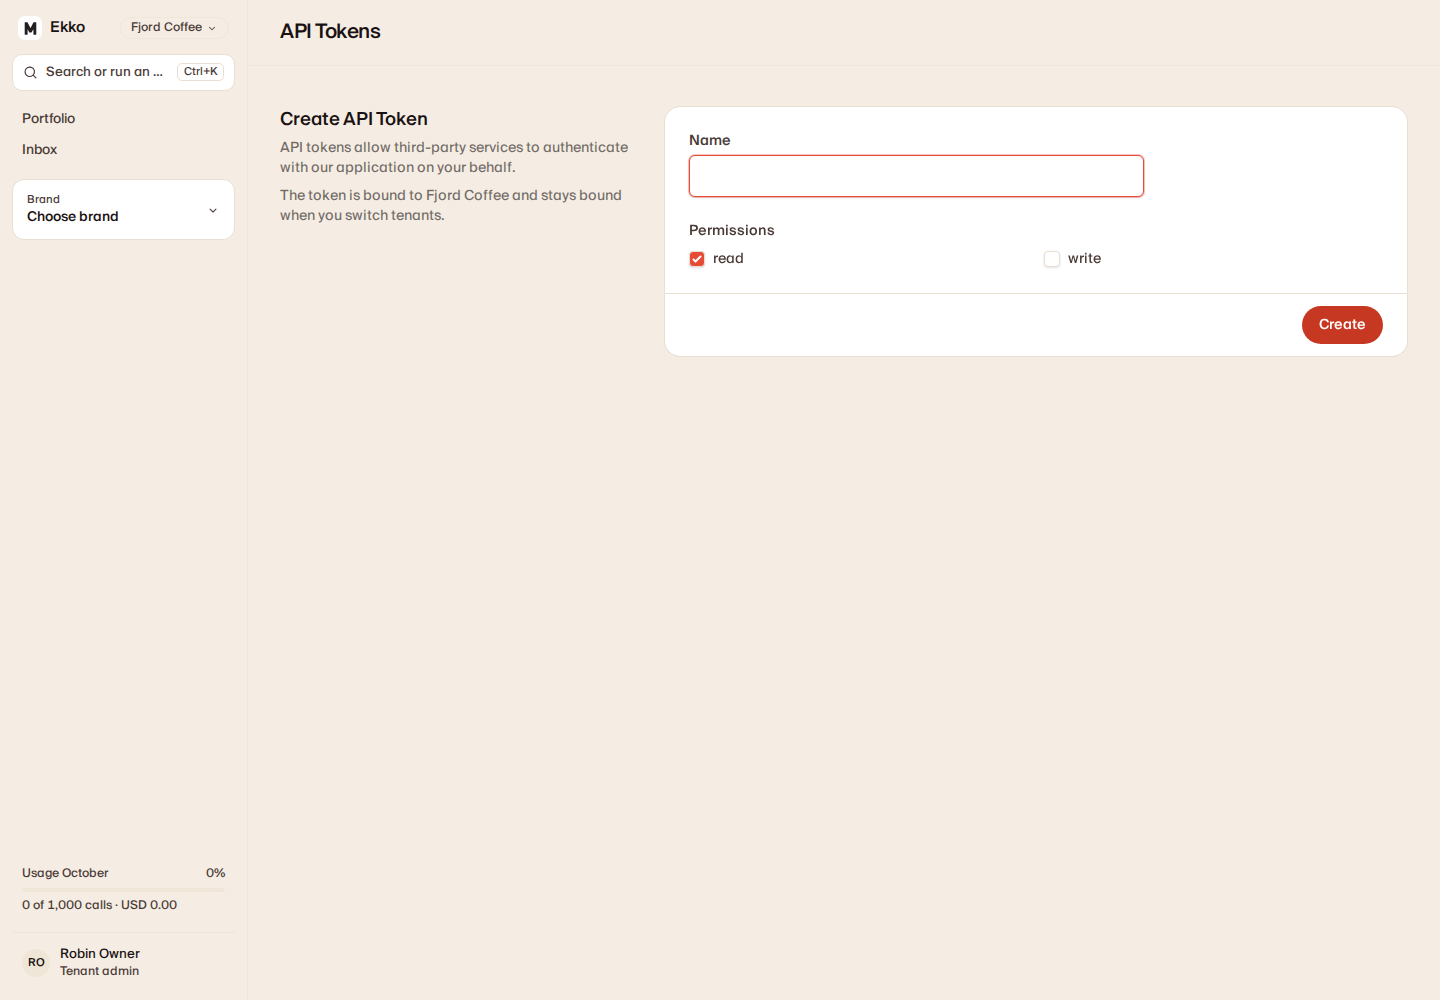 M Ekko
Fjord Coffee
Search or run an ...
Ctrl+K
Portfolio
Inbox
Brand
Choose brand
Usage October 0%
0 of 1,000 calls · USD 0.00
RO
Robin Owner
Tenant admin
API Tokens
Create API Token
API tokens allow third-party services to authenticate
with our application on your behalf.
The token is bound to Fjord Coffee and stays bound
when you switch tenants.
Name
Permissions
read
write
Create